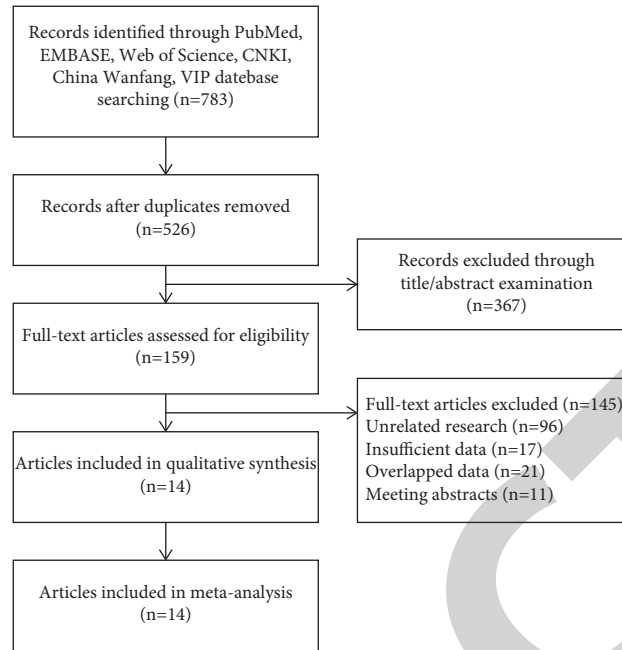 Records identified through PubMed,
EMBASE, Web of Science, CNKI,
China Wanfang, VIP datebase
searching (n=783)
Records after duplicates removed
(n=526)
Records excluded through
title/abstract examination
(n=367)
Full-text articles assessed for eligibility
(n=159)
Full-text articles excluded (n=145)
Unrelated research (n=96)
Insufficient data (n=17)
Overlapped data (n=21)
Meeting abstracts (n=11)
Articles included in qualitative synthesis
(n=14)
Articles included in meta-analysis
(n=14)